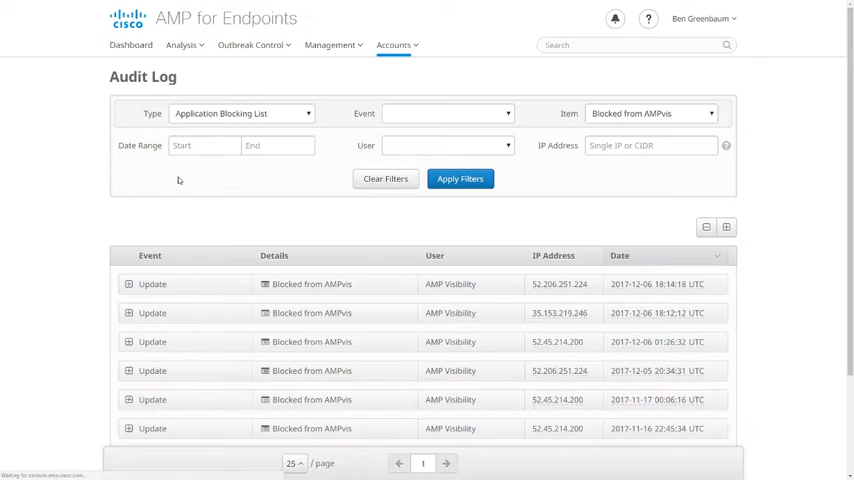 cisco AMP for Endpoints ? Ben Greenbaum
Dashboard Analysis Outbreak Control Management Accounts Search
Audit Log
Type Application Blocking List Event Item Blocked from AMPvis
Date Range Start End User IP Address Single IP or CIDR ?
Clear Filters Apply Filters
Event Details User IP Address Date
Update Blocked from AMPvis AMP Visibility 52.206.251.224 2017-12-06 18:14:18 UTC
Update Blocked from AMPvis AMP Visibility 35.153.219.246 2017-12-06 18:12:12 UTC
Update Blocked from AMPvis AMP Visibility 52.45.214.200 2017-12-06 01:26:32 UTC
Update Blocked from AMPvis AMP Visibility 52.206.251.224 2017-12-05 20:34:31 UTC
Update Blocked from AMPvis AMP Visibility 52.45.214.200 2017-11-17 00:06:16 UTC
Update Blocked from AMPvis AMP Visibility 52.45.214.200 2017-11-16 22:45:34 UTC
25 / page 1
Waiting for console.amp.cisco.com...